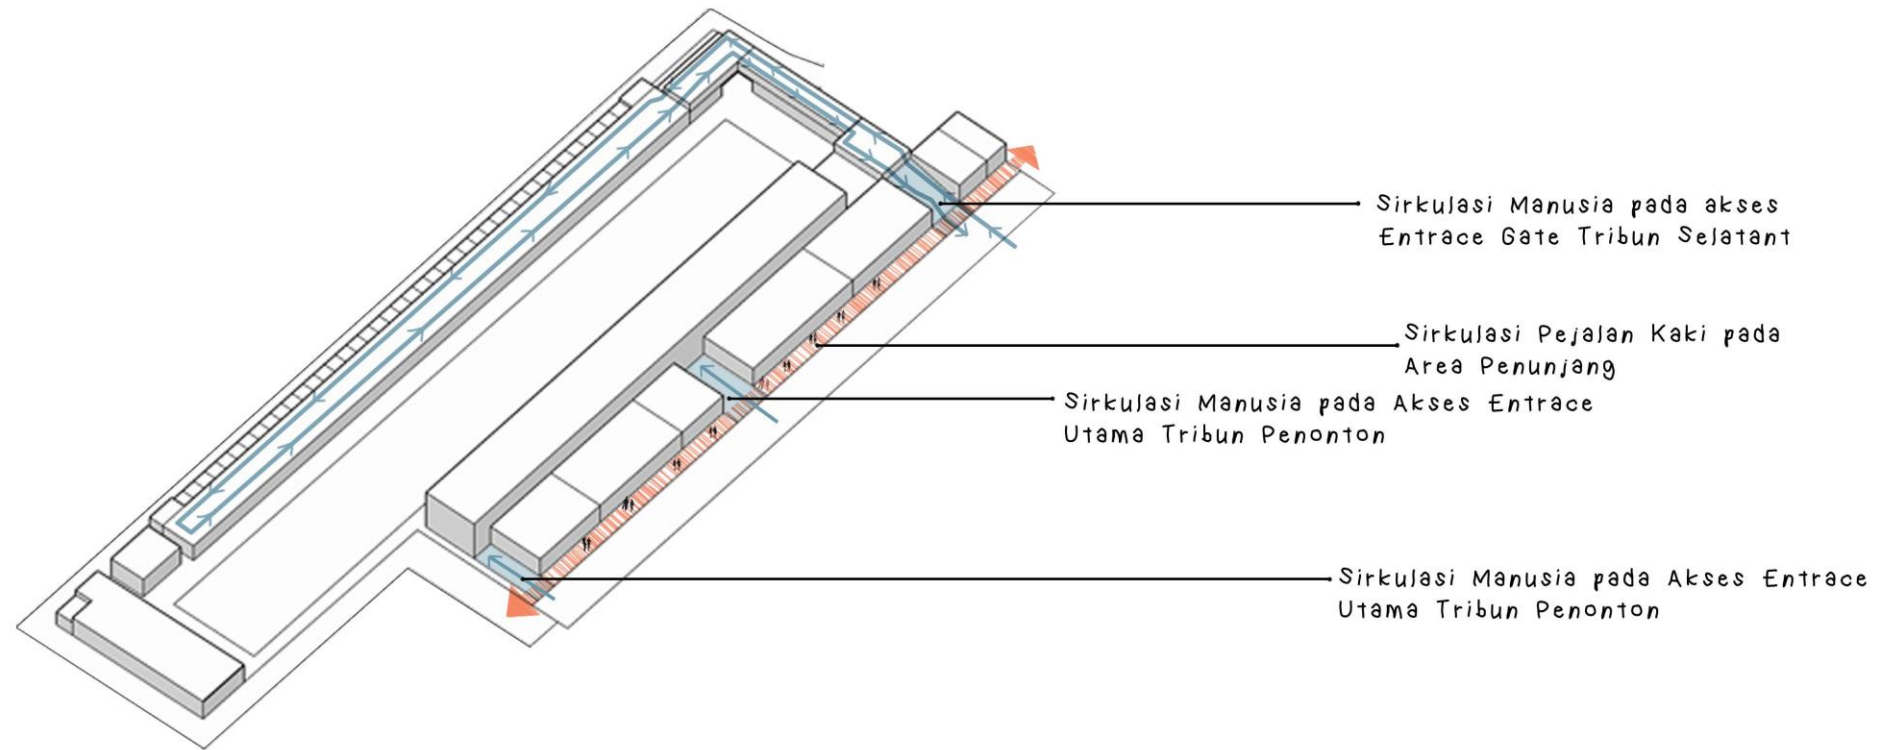 Sirkulasi Manusia pada akses
Entrace Gate Tribun Selatant
Sirkulasi Pejalan Kaki pada
Area Penunjang
Sirkulasi Manusia pada Akses Entrace
Utama Tribun Penonton
Sirkulasi Manusia pada Akses Entrace
Utama Tribun Penonton